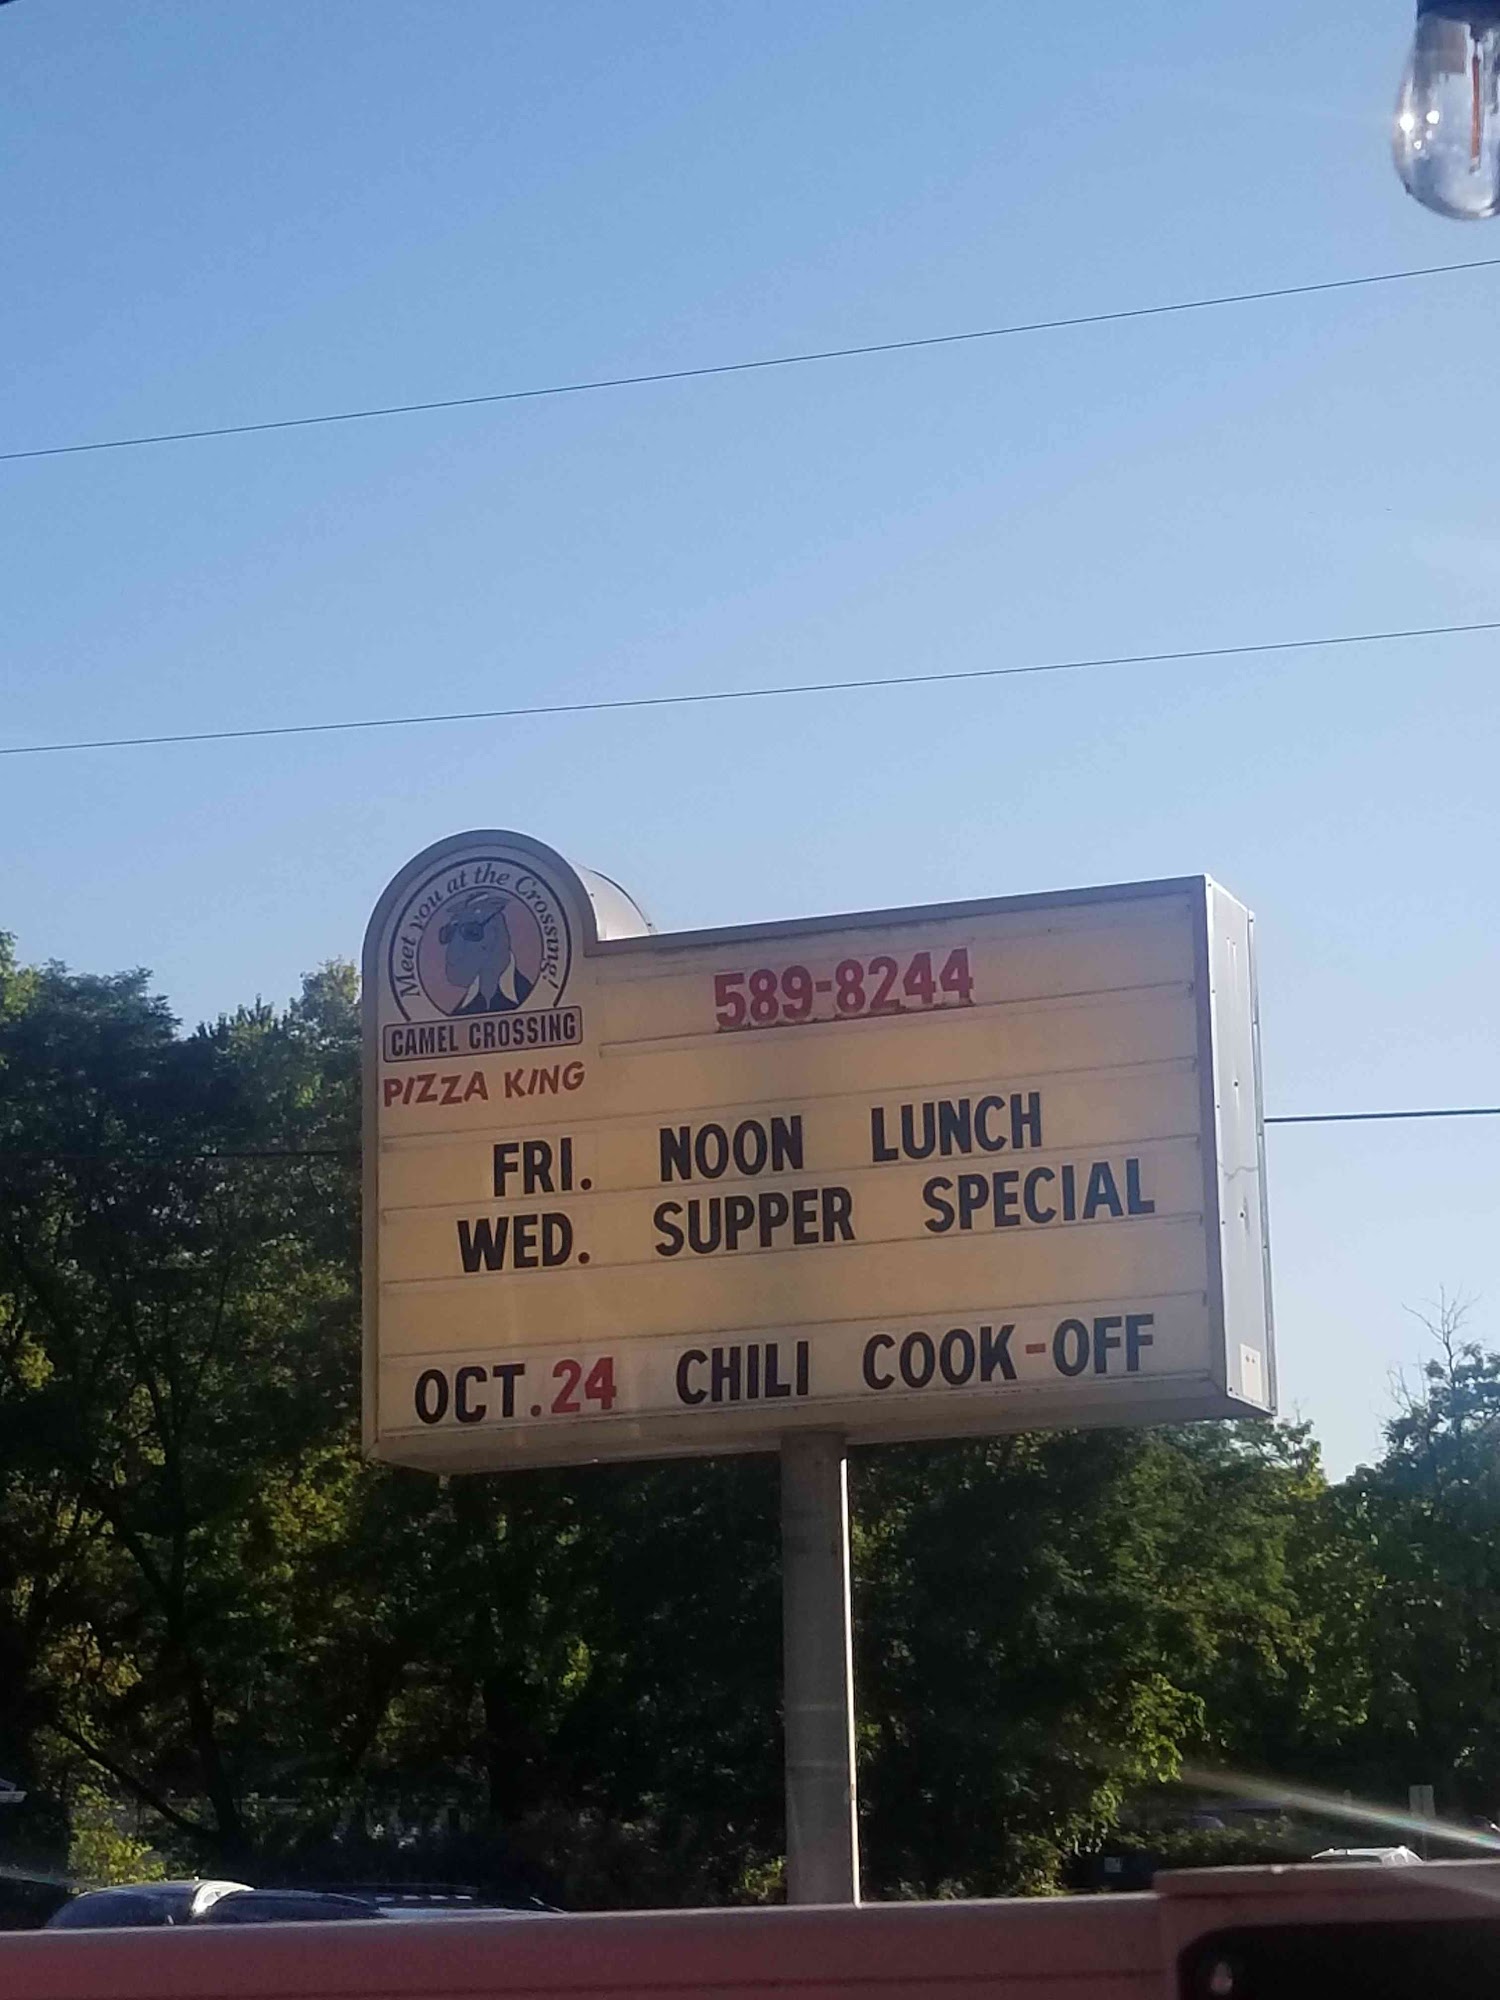 Meet you at the Crossing!
CAMEL CROSSING
PIZZA KING
589-8244
FRI. NOON LUNCH
WED. SUPPER SPECIAL
OCT.24 CHILI COOK-OFF